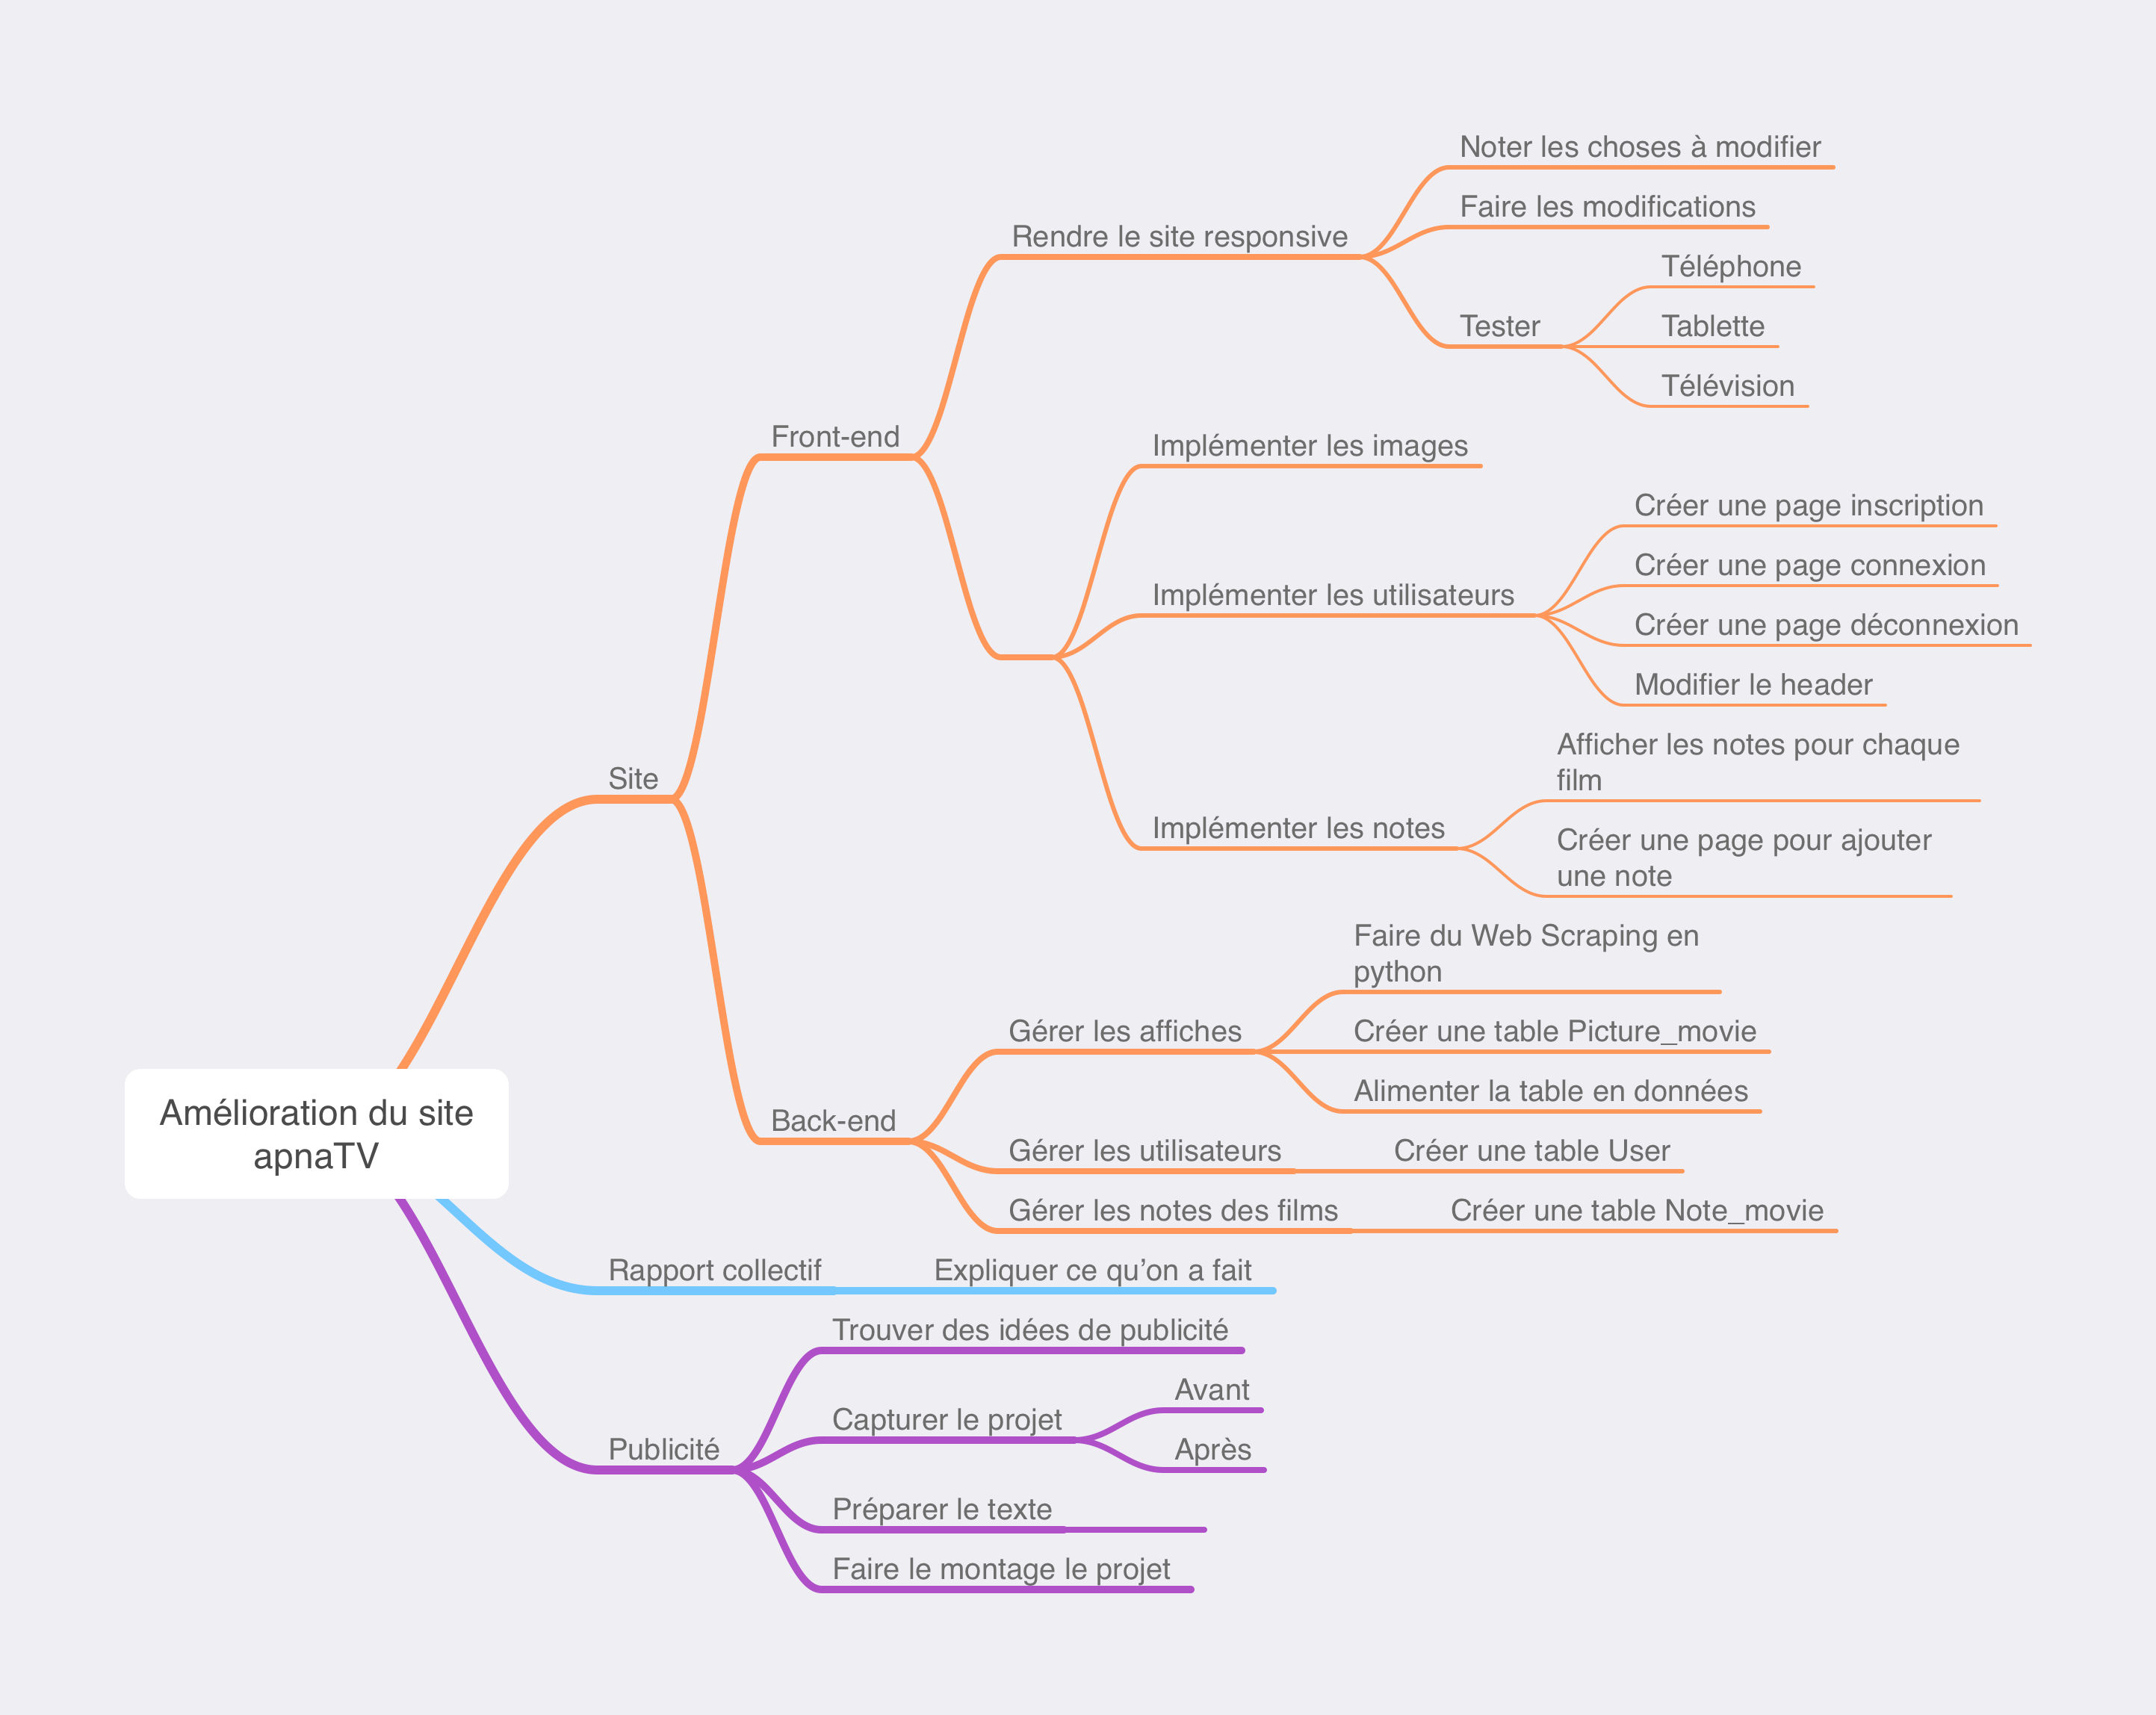 Noter les choses à modifier
Faire les modifications
Rendre le site responsive
Téléphone
Tester
Tablette
Télévision
Front-end
Implémenter les images
Créer une page inscription
Créer une page connexion
Implémenter les utilisateurs
Créer une page déconnexion
Modifier le header
Afficher les notes pour chaque
film
Site
Implémenter les notes
Créer une page pour ajouter
une note
Faire du Web Scraping en
python
Gérer les affiches
Créer une table Picture_movie
Alimenter la table en données
Amélioration du site
apnaTV
Back-end
Gérer les utilisateurs
Créer une table User
Gérer les notes des films
Créer une table Note_movie
Rapport collectif
Expliquer ce qu’on a fait
Trouver des idées de publicité
Avant
Capturer le projet
Après
Publicité
Préparer le texte
Faire le montage le projet